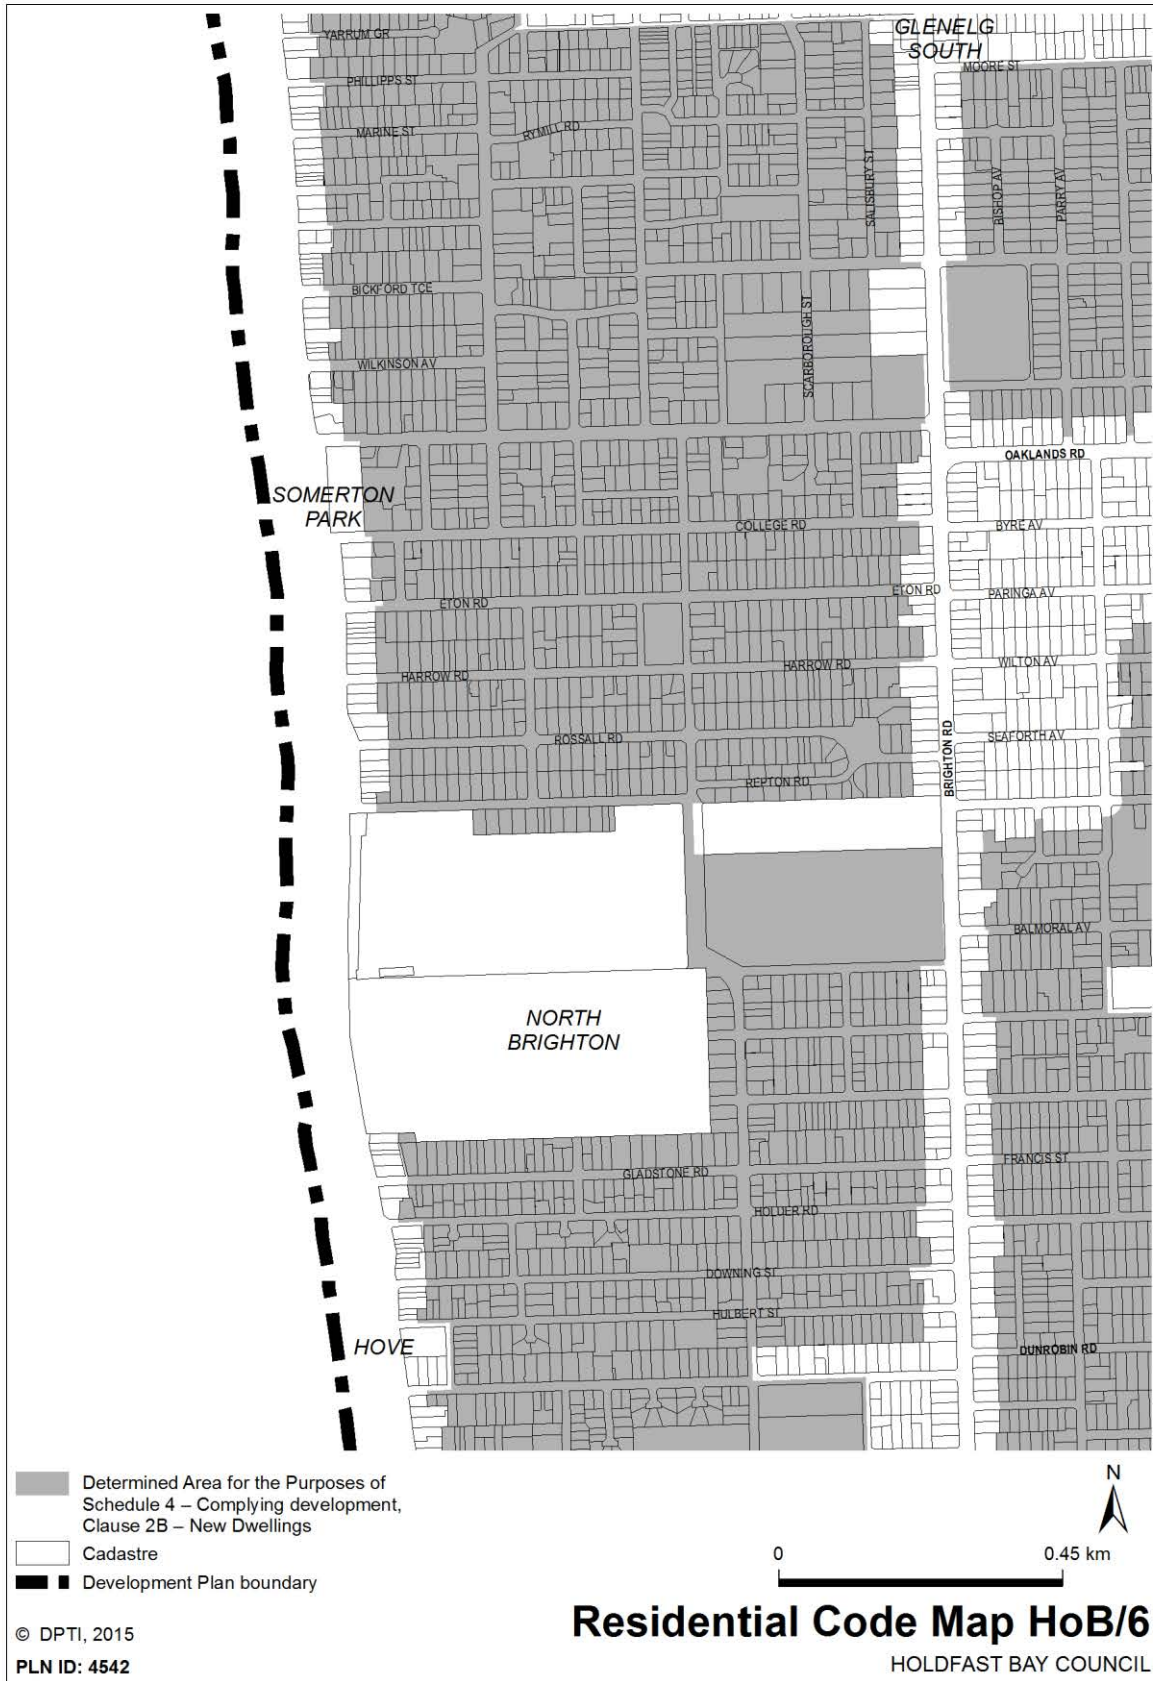 GLENELG
SOUTH
YARRUM GR
MOORE ST
PHILLIPPS ST
MARINE ST
RYMILL RD
SALISBURY ST
BISHOP AV
PARRY AV
BICKFORD TCE
SCARBOROUGH ST
WILKINSON AV
OAKLANDS RD
SOMERTON
PARK
COLLEGE RD
BYRE AV
ETON RD
ETON RD
PARINGA AV
HARROW RD
HARROW RD
WILTON AV
ROSSALL RD
BRIGHTON RD
SEAFORTH AV
REPTON RD
BALMORAL AV
NORTH
BRIGHTON
FRANCIS ST
GLADSTONE RD
HOLDER RD
DOWNING ST
HULBERT ST
HOVE
DUNROBIN RD
Determined Area for the Purposes of
Schedule 4 – Complying development,
Clause 2B – New Dwellings
Cadastre
Development Plan boundary
N
0 0.45 km
© DPTI, 2015
PLN ID: 4542
Residential Code Map HoB/6
HOLDFAST BAY COUNCIL